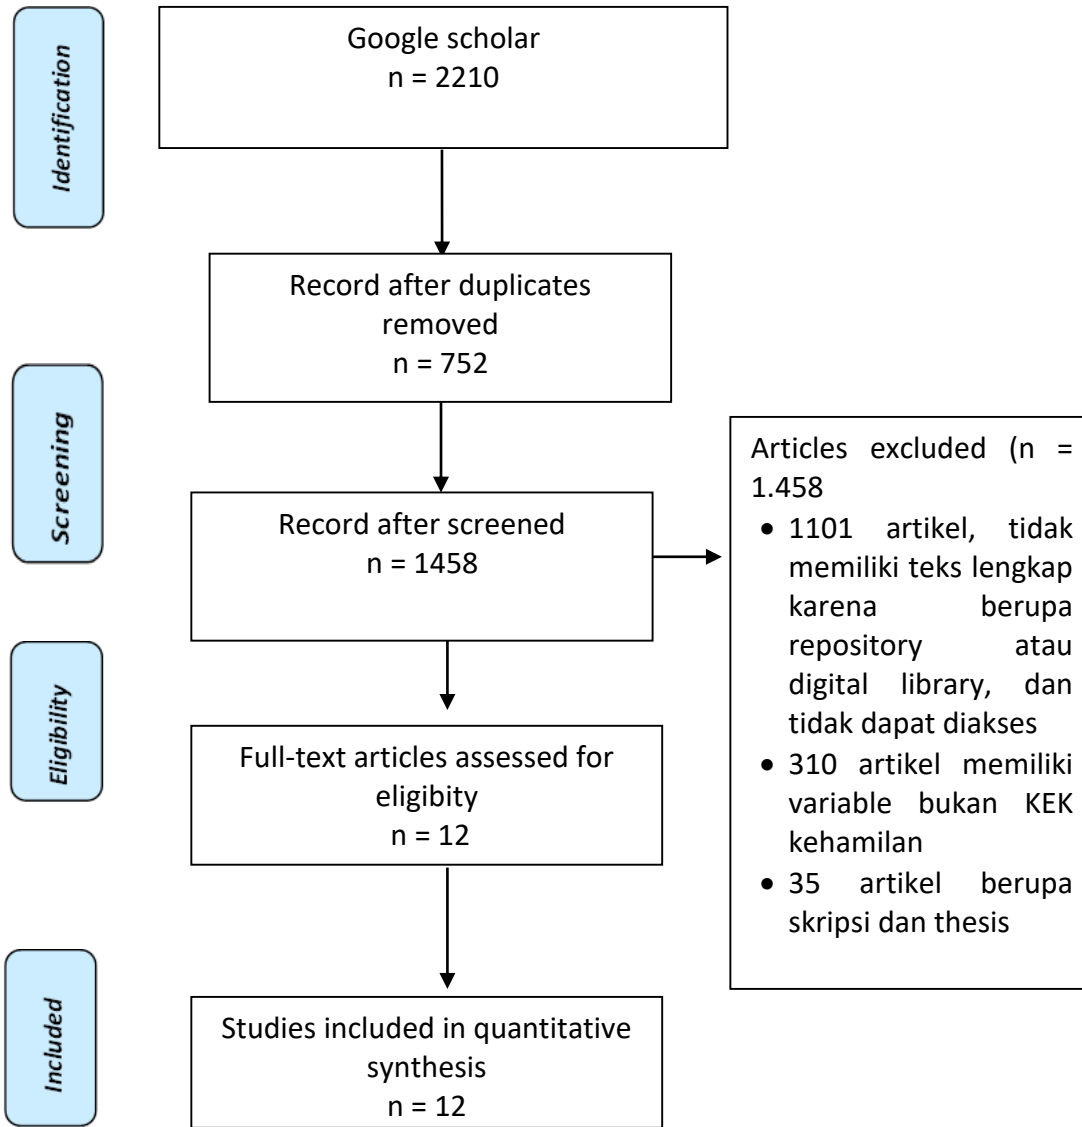 Identification
Google scholar
n = 2210
Record after duplicates
removed
n = 752
Screening
Record after screened
n = 1458
Articles excluded (n =
1.458
• 1101 artikel, tidak
memiliki teks lengkap
karena berupa
repository atau
digital library, dan
tidak dapat diakses
• 310 artikel memiliki
variable bukan KEK
kehamilan
• 35 artikel berupa
skripsi dan thesis
Eligibility
Full-text articles assessed for
eligibity
n = 12
Included
Studies included in quantitative
synthesis
n = 12